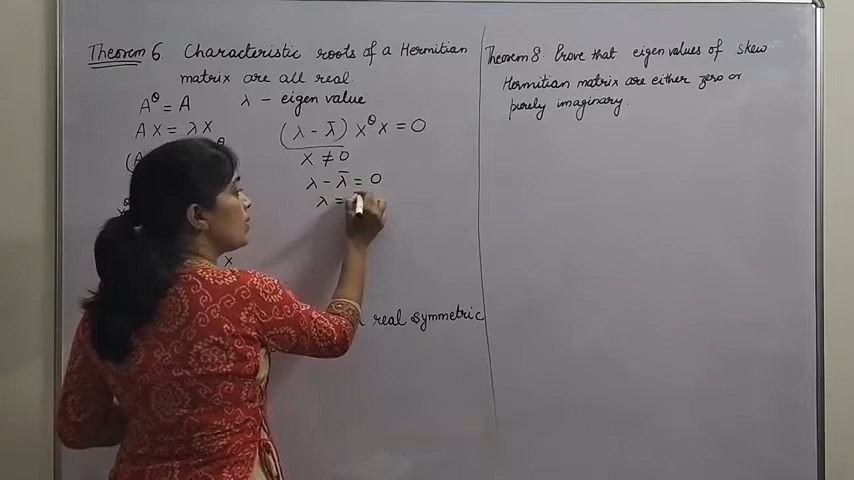 Theorem 6. Characteristic roots of a Hermitian
matrix are all real.
A^θ = A λ - eigen value
AX = λX
(λ - λ̄) X^θ X = 0
X ≠ 0
λ - λ̄ = 0
λ =
x
real symmetric
Theorem 8. Prove that eigen values of skew
Hermitian matrix are either zero or
purely imaginary.